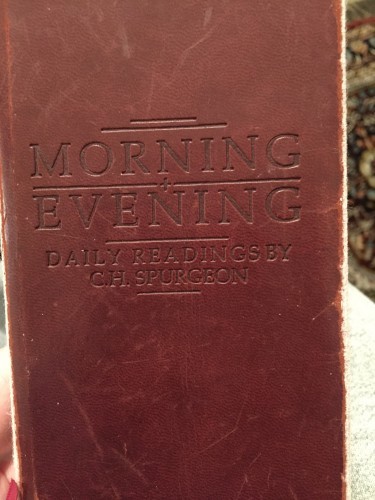 MORNING
+
EVENING
DAILY READINGS BY
C.H. SPURGEON